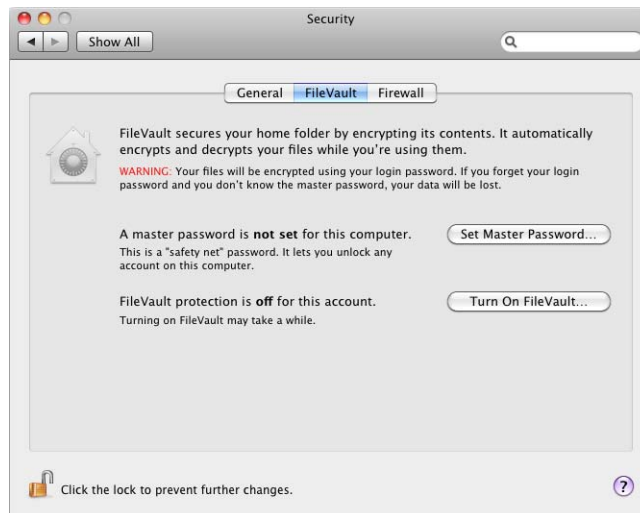 Security
Show All
General FileVault Firewall
FileVault secures your home folder by encrypting its contents. It automatically
encrypts and decrypts your files while you're using them.
WARNING: Your files will be encrypted using your login password. If you forget your login
password and you don't know the master password, your data will be lost.
A master password is not set for this computer.
Set Master Password...
This is a "safety net" password. It lets you unlock any
account on this computer.
FileVault protection is off for this account.
Turn On FileVault...
Turning on FileVault may take a while.
Click the lock to prevent further changes.
?